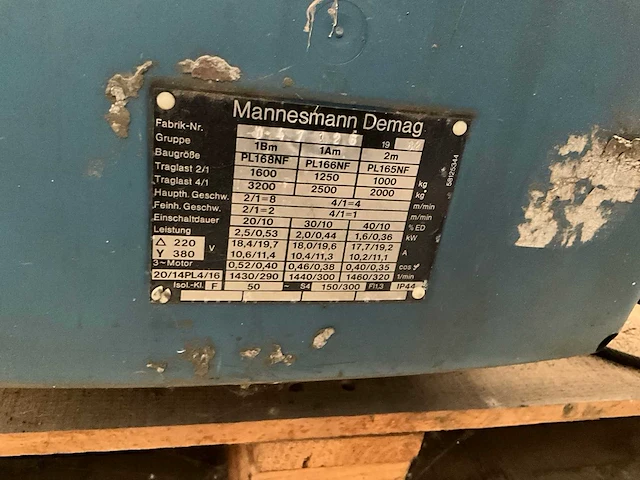 Mannesmann Demag
Fabrik-Nr. 19
Gruppe 1Bm 1Am 2m
Baugröße PL168NF PL166NF PL165NF
Traglast 2/1 1600 1250 1000 kg
Traglast 4/1 3200 2500 2000 kg
Haupth. Geschw. 2/1=8 4/1=4 m/min
Feinh. Geschw. 2/1=2 4/1=1 m/min
Einschaltdauer 20/10 30/10 40/10 % ED
Leistung 2,5/0,53 2,0/0,44 1,6/0,36 kW
△ 220 V 18,4/19,7 18,0/19,6 17,7/19,2 A
Y 380 10,6/11,4 10,4/11,3 10,2/11,1
3~Motor 0,52/0,40 0,46/0,38 0,40/0,35 cos φ
20/14PL4/16 1430/290 1440/300 1460/320 1/min
Isol.-Kl. F 50 ~ S4 150/300 FI1.3 IP44
58125344